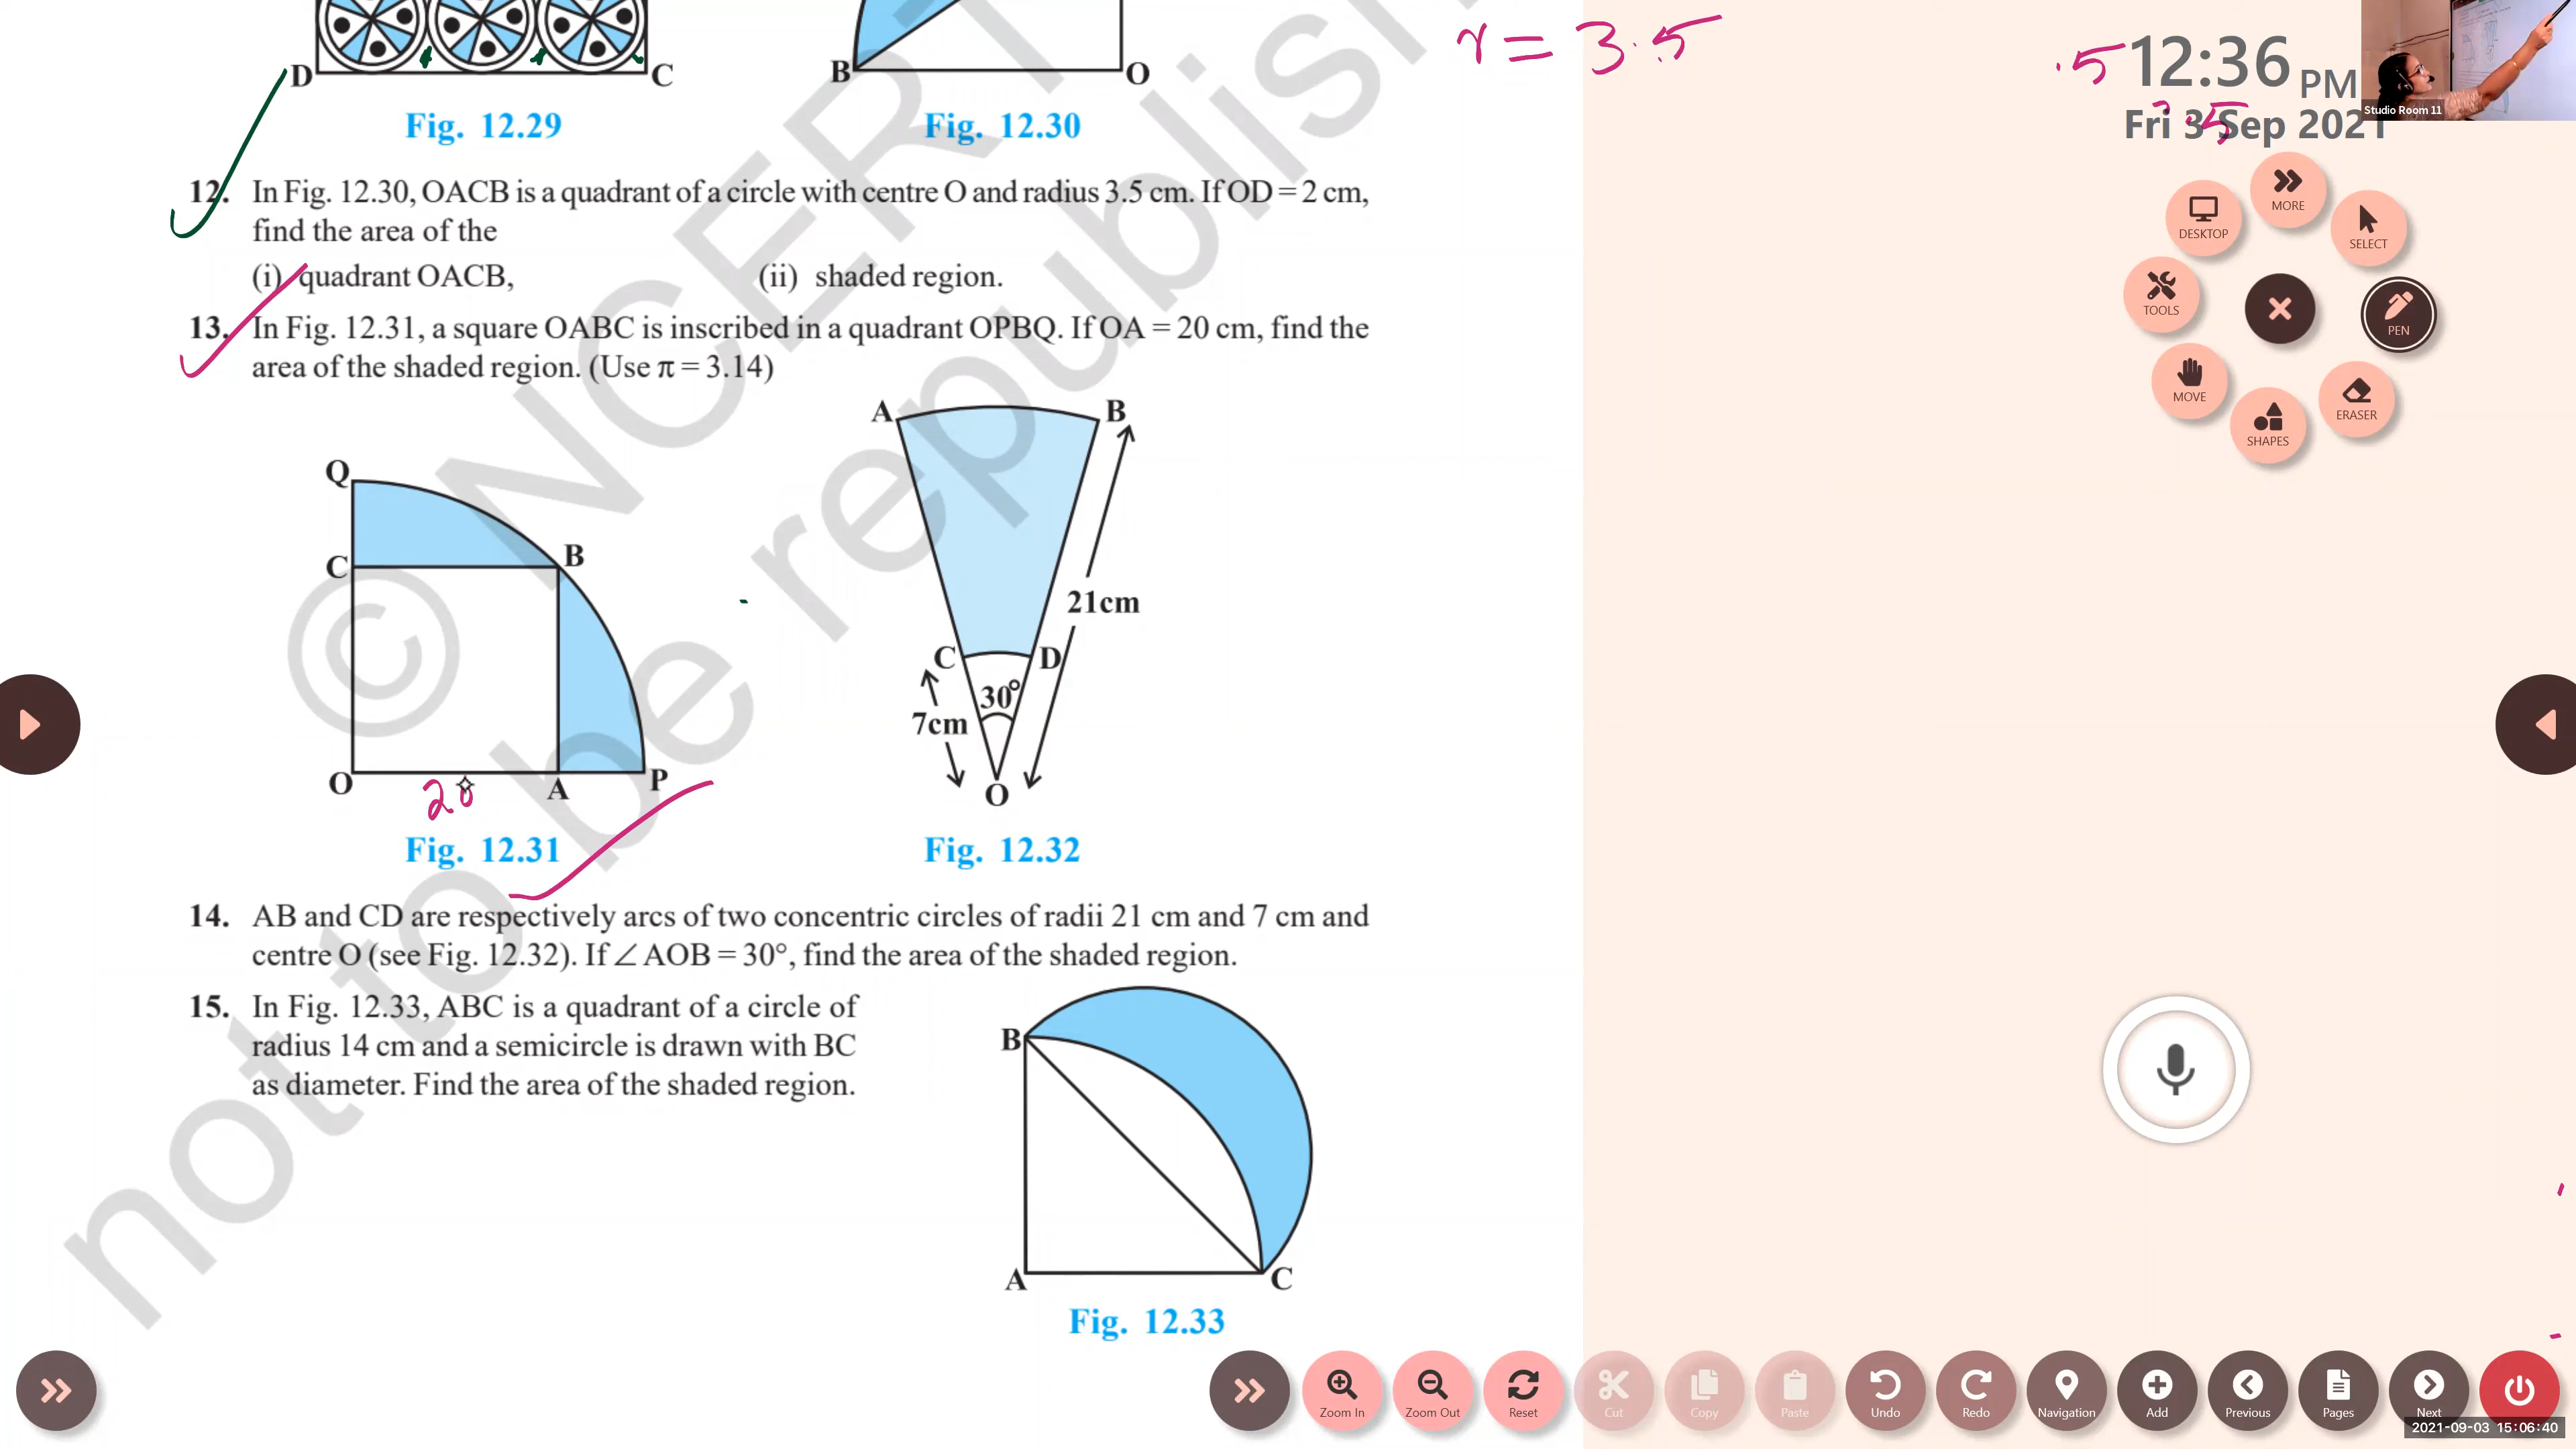 D
C
B
O
r = 3.5
.5
12:36 PM
Fri 3 Sep 2021
.5
Studio Room 11
Fig. 12.29
Fig. 12.30
12. In Fig. 12.30, OACB is a quadrant of a circle with centre O and radius 3.5 cm. If OD = 2 cm,
find the area of the
(i) quadrant OACB,
(ii) shaded region.
13. In Fig. 12.31, a square OABC is inscribed in a quadrant OPBQ. If OA = 20 cm, find the
area of the shaded region. (Use π = 3.14)
Q
C
B
O
A
P
20
Fig. 12.31
A
B
21cm
C
D
30°
7cm
O
Fig. 12.32
14. AB and CD are respectively arcs of two concentric circles of radii 21 cm and 7 cm and
centre O (see Fig. 12.32). If ∠AOB = 30°, find the area of the shaded region.
15. In Fig. 12.33, ABC is a quadrant of a circle of
radius 14 cm and a semicircle is drawn with BC
as diameter. Find the area of the shaded region.
B
A
C
Fig. 12.33
© NCERT
not to be republish
MORE
DESKTOP
SELECT
TOOLS
PEN
MOVE
ERASER
SHAPES
Zoom In
Zoom Out
Reset
Cut
Copy
Paste
Undo
Redo
Navigation
Add
Previous
Pages
Next
2021-09-03 15:06:40